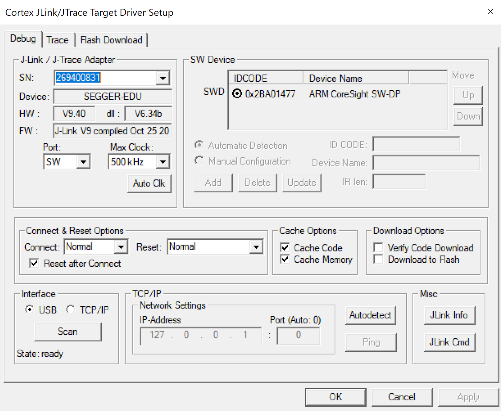 Cortex JLink/JTrace Target Driver Setup
Debug Trace Flash Download
J-Link / J-Trace Adapter
SN: 269400831
Device: SEGGER-EDU
HW : V9.40 dll : V6.34b
FW : J-Link V9 compiled Oct 25 20
Port: Max Clock:
SW 500 kHz
Auto Clk
SW Device
IDCODE Device Name Move
SWD 0x2BA01477 ARM CoreSight SW-DP Up
Down
Automatic Detection ID CODE:
Manual Configuration Device Name:
Add Delete Update IR len:
Connect & Reset Options
Connect: Normal Reset: Normal
Reset after Connect
Cache Options
Cache Code
Cache Memory
Download Options
Verify Code Download
Download to Flash
Interface
USB TCP/IP
Scan
State: ready
TCP/IP
Network Settings
IP-Address Port (Auto: 0)
127 . 0 . 0 . 1 : 0
Autodetect
Ping
Misc
JLink Info
JLink Cmd
OK Cancel Apply